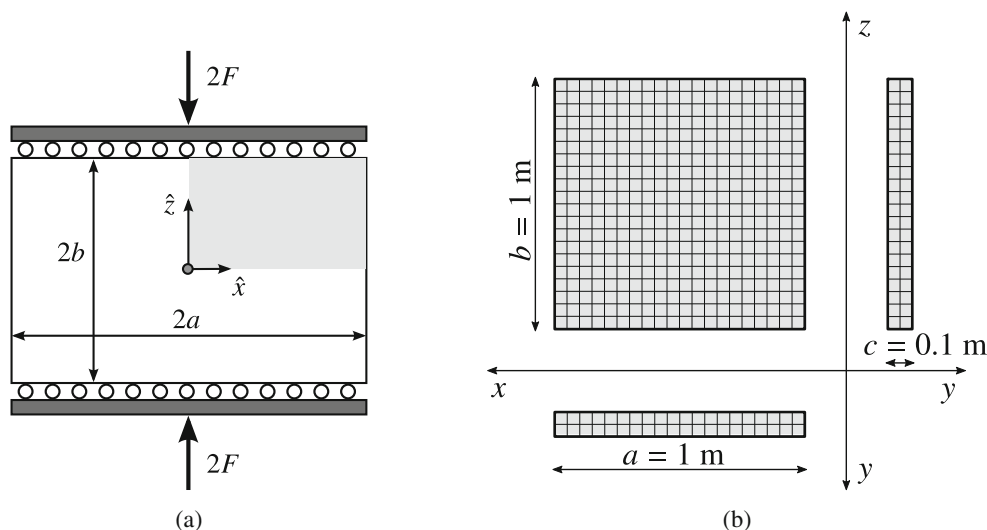 2F
ẑ
2b
x̂
2a
2F
(a)
z
b = 1 m
c = 0.1 m
x
y
a = 1 m
y
(b)